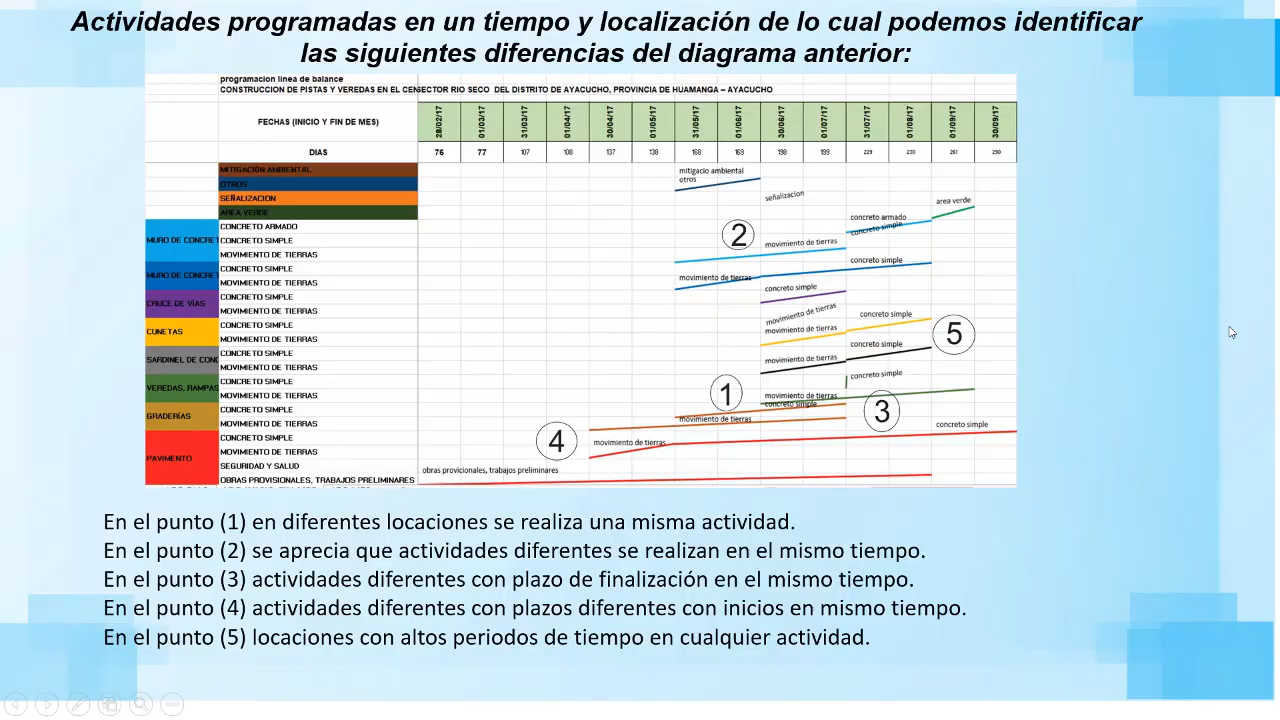 Actividades programadas en un tiempo y localización de lo cual podemos identificar
las siguientes diferencias del diagrama anterior:
programacion linea de balance
CONSTRUCCION DE PISTAS Y VEREDAS EN EL CENSECTOR RIO SECO DEL DISTRITO DE AYACUCHO, PROVINCIA DE HUAMANGA – AYACUCHO
FECHAS (INICIO Y FIN DE MES) 28/02/17 01/03/17 31/03/17 01/04/17 30/04/17 01/05/17 31/05/17 01/06/17 30/06/17 01/07/17 31/07/17 01/08/17 01/09/17 30/09/17
DIAS 76 77 107 108 137 138 168 169 198 199 229 230 261 290
MITIGACIÓN AMBIENTAL mitigacio ambiental
OTROS otros
SEÑALIZACION señalizacion
AREA VERDE area verde
CONCRETO ARMADO concreto armado
MURO DE CONCRET CONCRETO SIMPLE 2 movimiento de tierras concreto simple
MOVIMIENTO DE TIERRAS
CONCRETO SIMPLE concreto simple
MURO DE CONCRET MOVIMIENTO DE TIERRAS movimiento de tierras
CRUCE DE VÍAS CONCRETO SIMPLE concreto simple
MOVIMIENTO DE TIERRAS movimiento de tierras
CUNETAS CONCRETO SIMPLE movimiento de tierras concreto simple 5
MOVIMIENTO DE TIERRAS
SARDINEL DE CONC CONCRETO SIMPLE movimiento de tierras concreto simple
MOVIMIENTO DE TIERRAS
VEREDAS, RAMPAS CONCRETO SIMPLE 1 concreto simple
MOVIMIENTO DE TIERRAS movimiento de tierras
GRADERÍAS CONCRETO SIMPLE concreto simple 3
MOVIMIENTO DE TIERRAS movimiento de tierras
CONCRETO SIMPLE 4 movimiento de tierras concreto simple
PAVIMENTO MOVIMIENTO DE TIERRAS
SEGURIDAD Y SALUD obras provicionales, trabajos preliminares
OBRAS PROVISIONALES, TRABAJOS PRELIMINARES
En el punto (1) en diferentes locaciones se realiza una misma actividad.
En el punto (2) se aprecia que actividades diferentes se realizan en el mismo tiempo.
En el punto (3) actividades diferentes con plazo de finalización en el mismo tiempo.
En el punto (4) actividades diferentes con plazos diferentes con inicios en mismo tiempo.
En el punto (5) locaciones con altos periodos de tiempo en cualquier actividad.